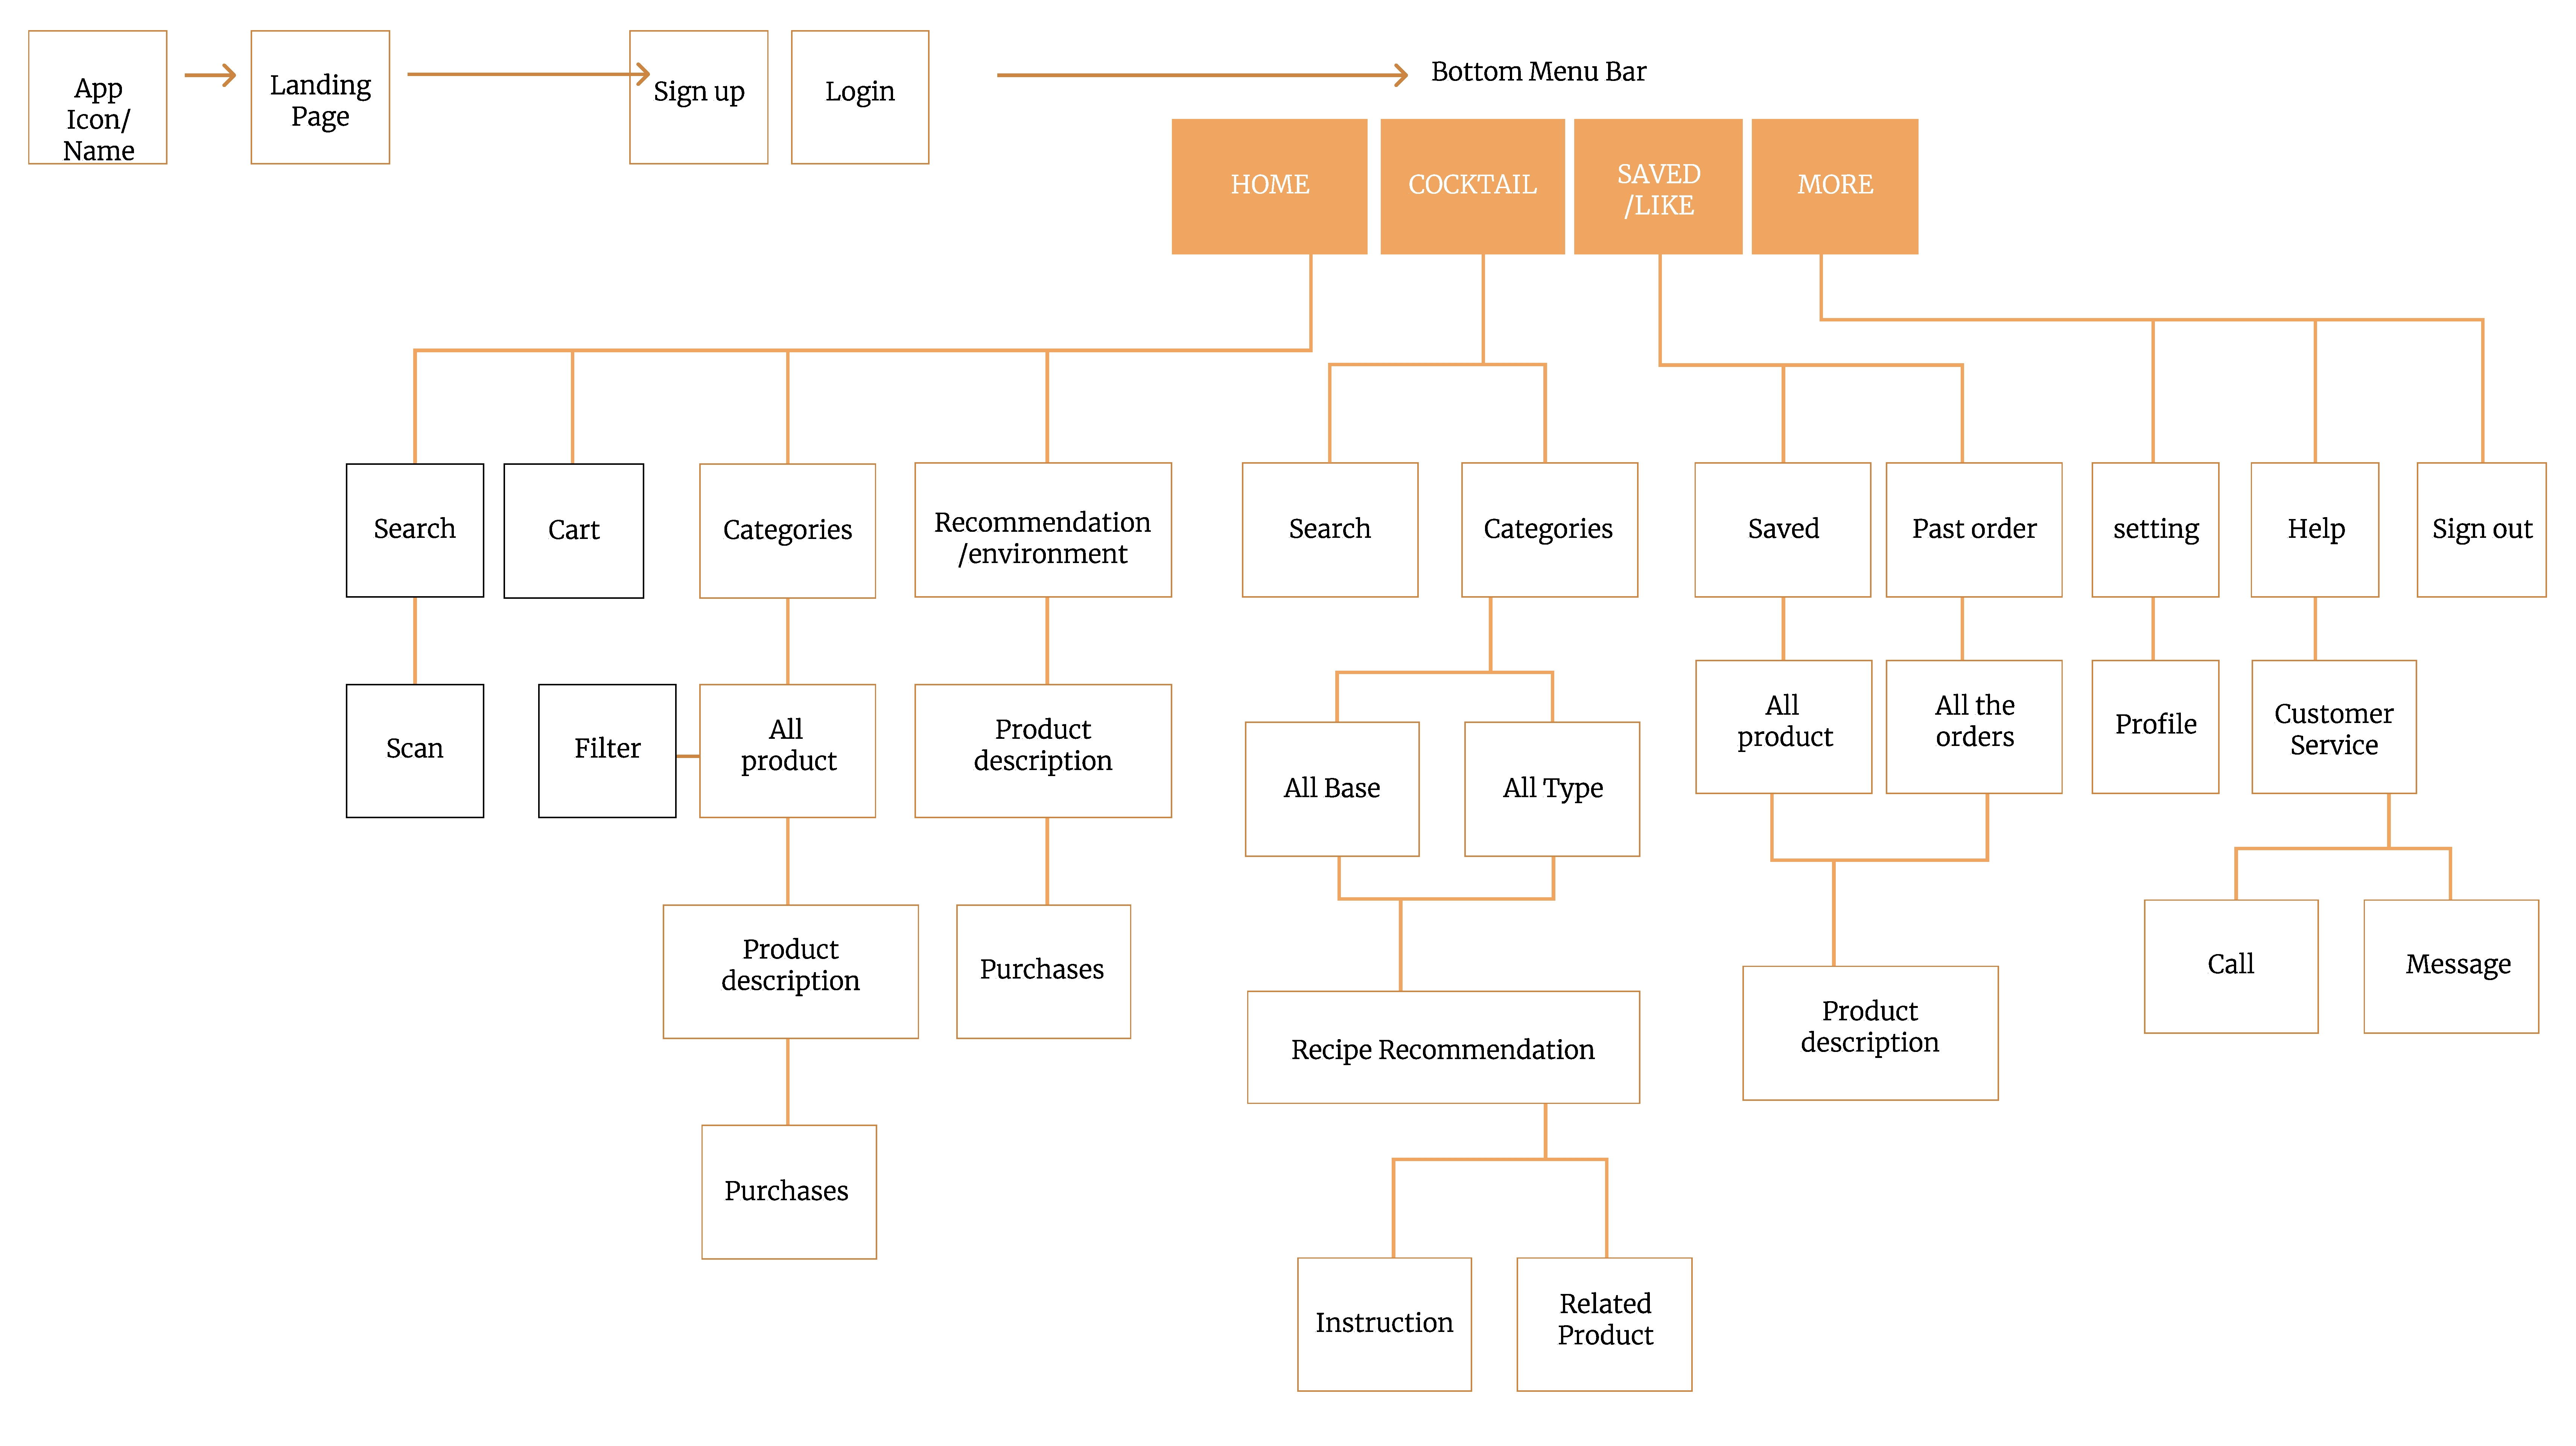 App
Icon/
Name
Landing
Page
Sign up
Login
Bottom Menu Bar
HOME
COCKTAIL
SAVED
/LIKE
MORE
Search
Cart
Categories
Recommendation
/environment
Search
Categories
Saved
Past order
setting
Help
Sign out
Scan
Filter
All
product
Product
description
All Base
All Type
All
product
All the
orders
Profile
Customer
Service
Product
description
Purchases
Recipe Recommendation
Product
description
Call
Message
Purchases
Instruction
Related
Product